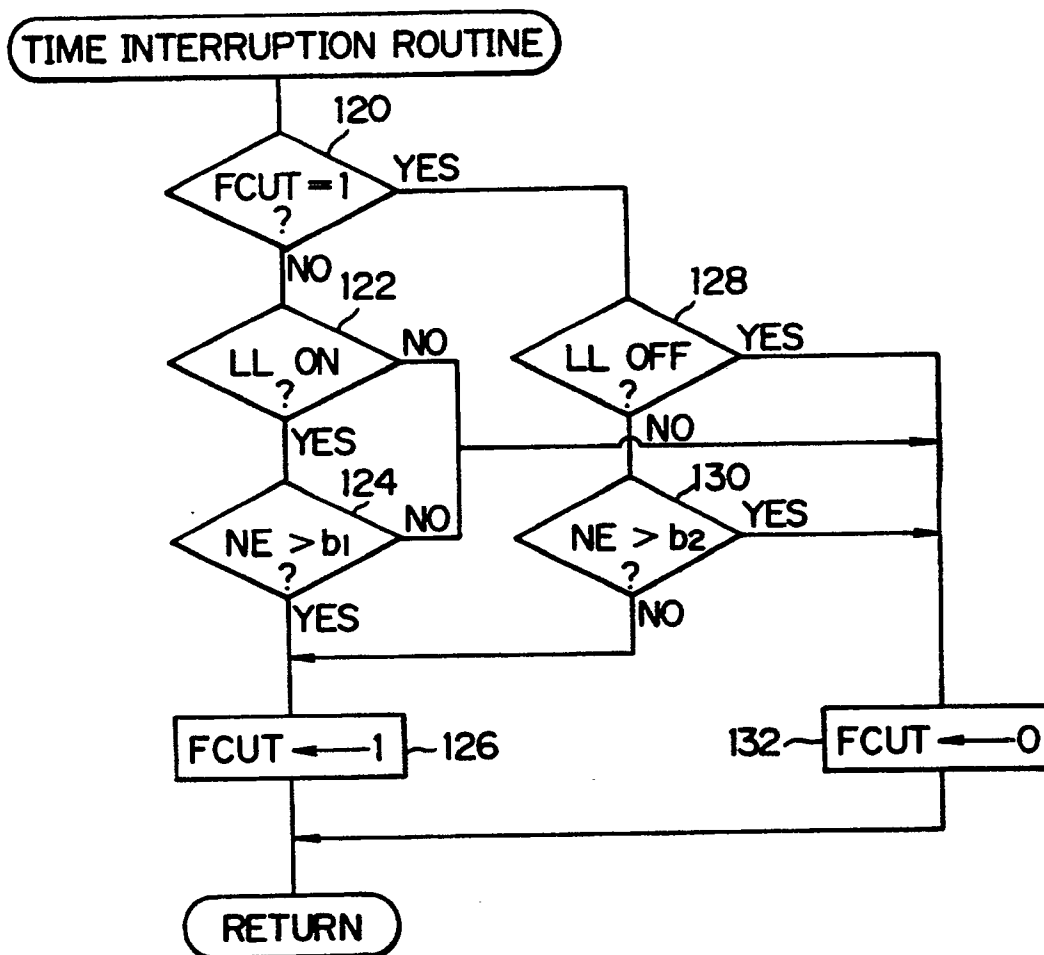 TIME INTERRUPTION ROUTINE
120
FCUT = 1
?
YES
NO
122
LL ON
?
NO
YES
128
LL OFF
?
YES
NO
124
NE > b1
?
NO
YES
130
NE > b2
?
YES
NO
FCUT ← 1
126
132
FCUT ← 0
RETURN